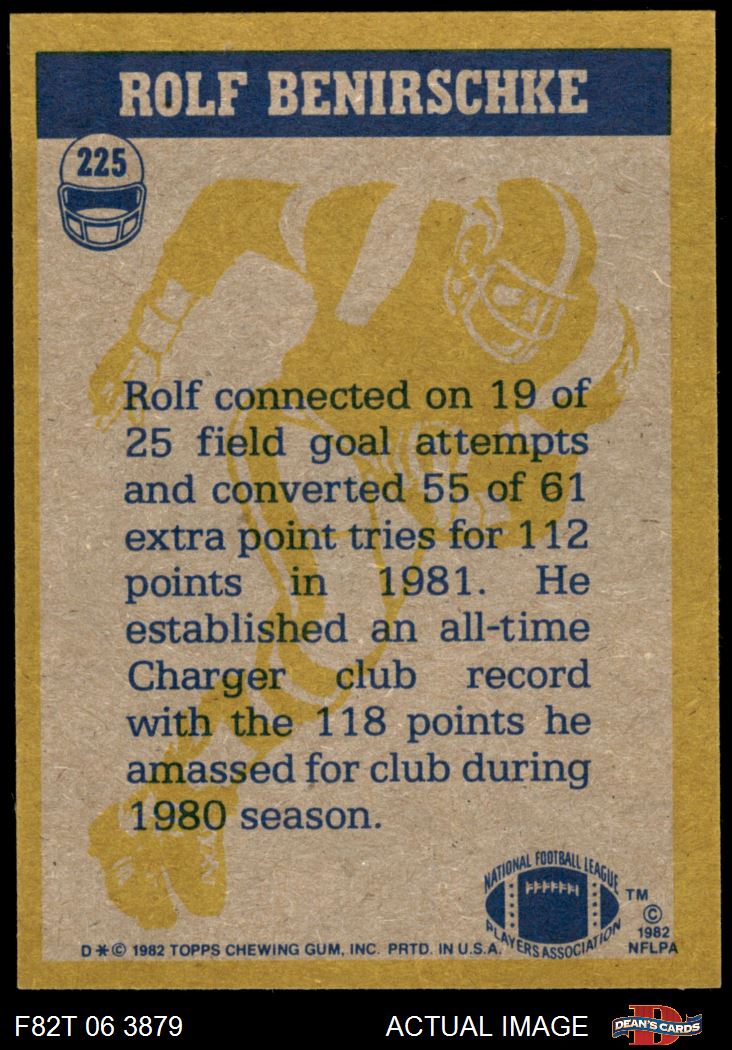 ROLF BENIRSCHKE
225
Rolf connected on 19 of
25 field goal attempts
and converted 55 of 61
extra point tries for 112
points in 1981. He
established an all-time
Charger club record
with the 118 points he
amassed for club during
1980 season.
NATIONAL FOOTBALL LEAGUE
PLAYERS ASSOCIATION
TM
©
1982
NFLPA
D * © 1982 TOPPS CHEWING GUM, INC. PRTD. IN U.S.A.
F82T 06 3879
ACTUAL IMAGE
D
DEAN'S CARDS